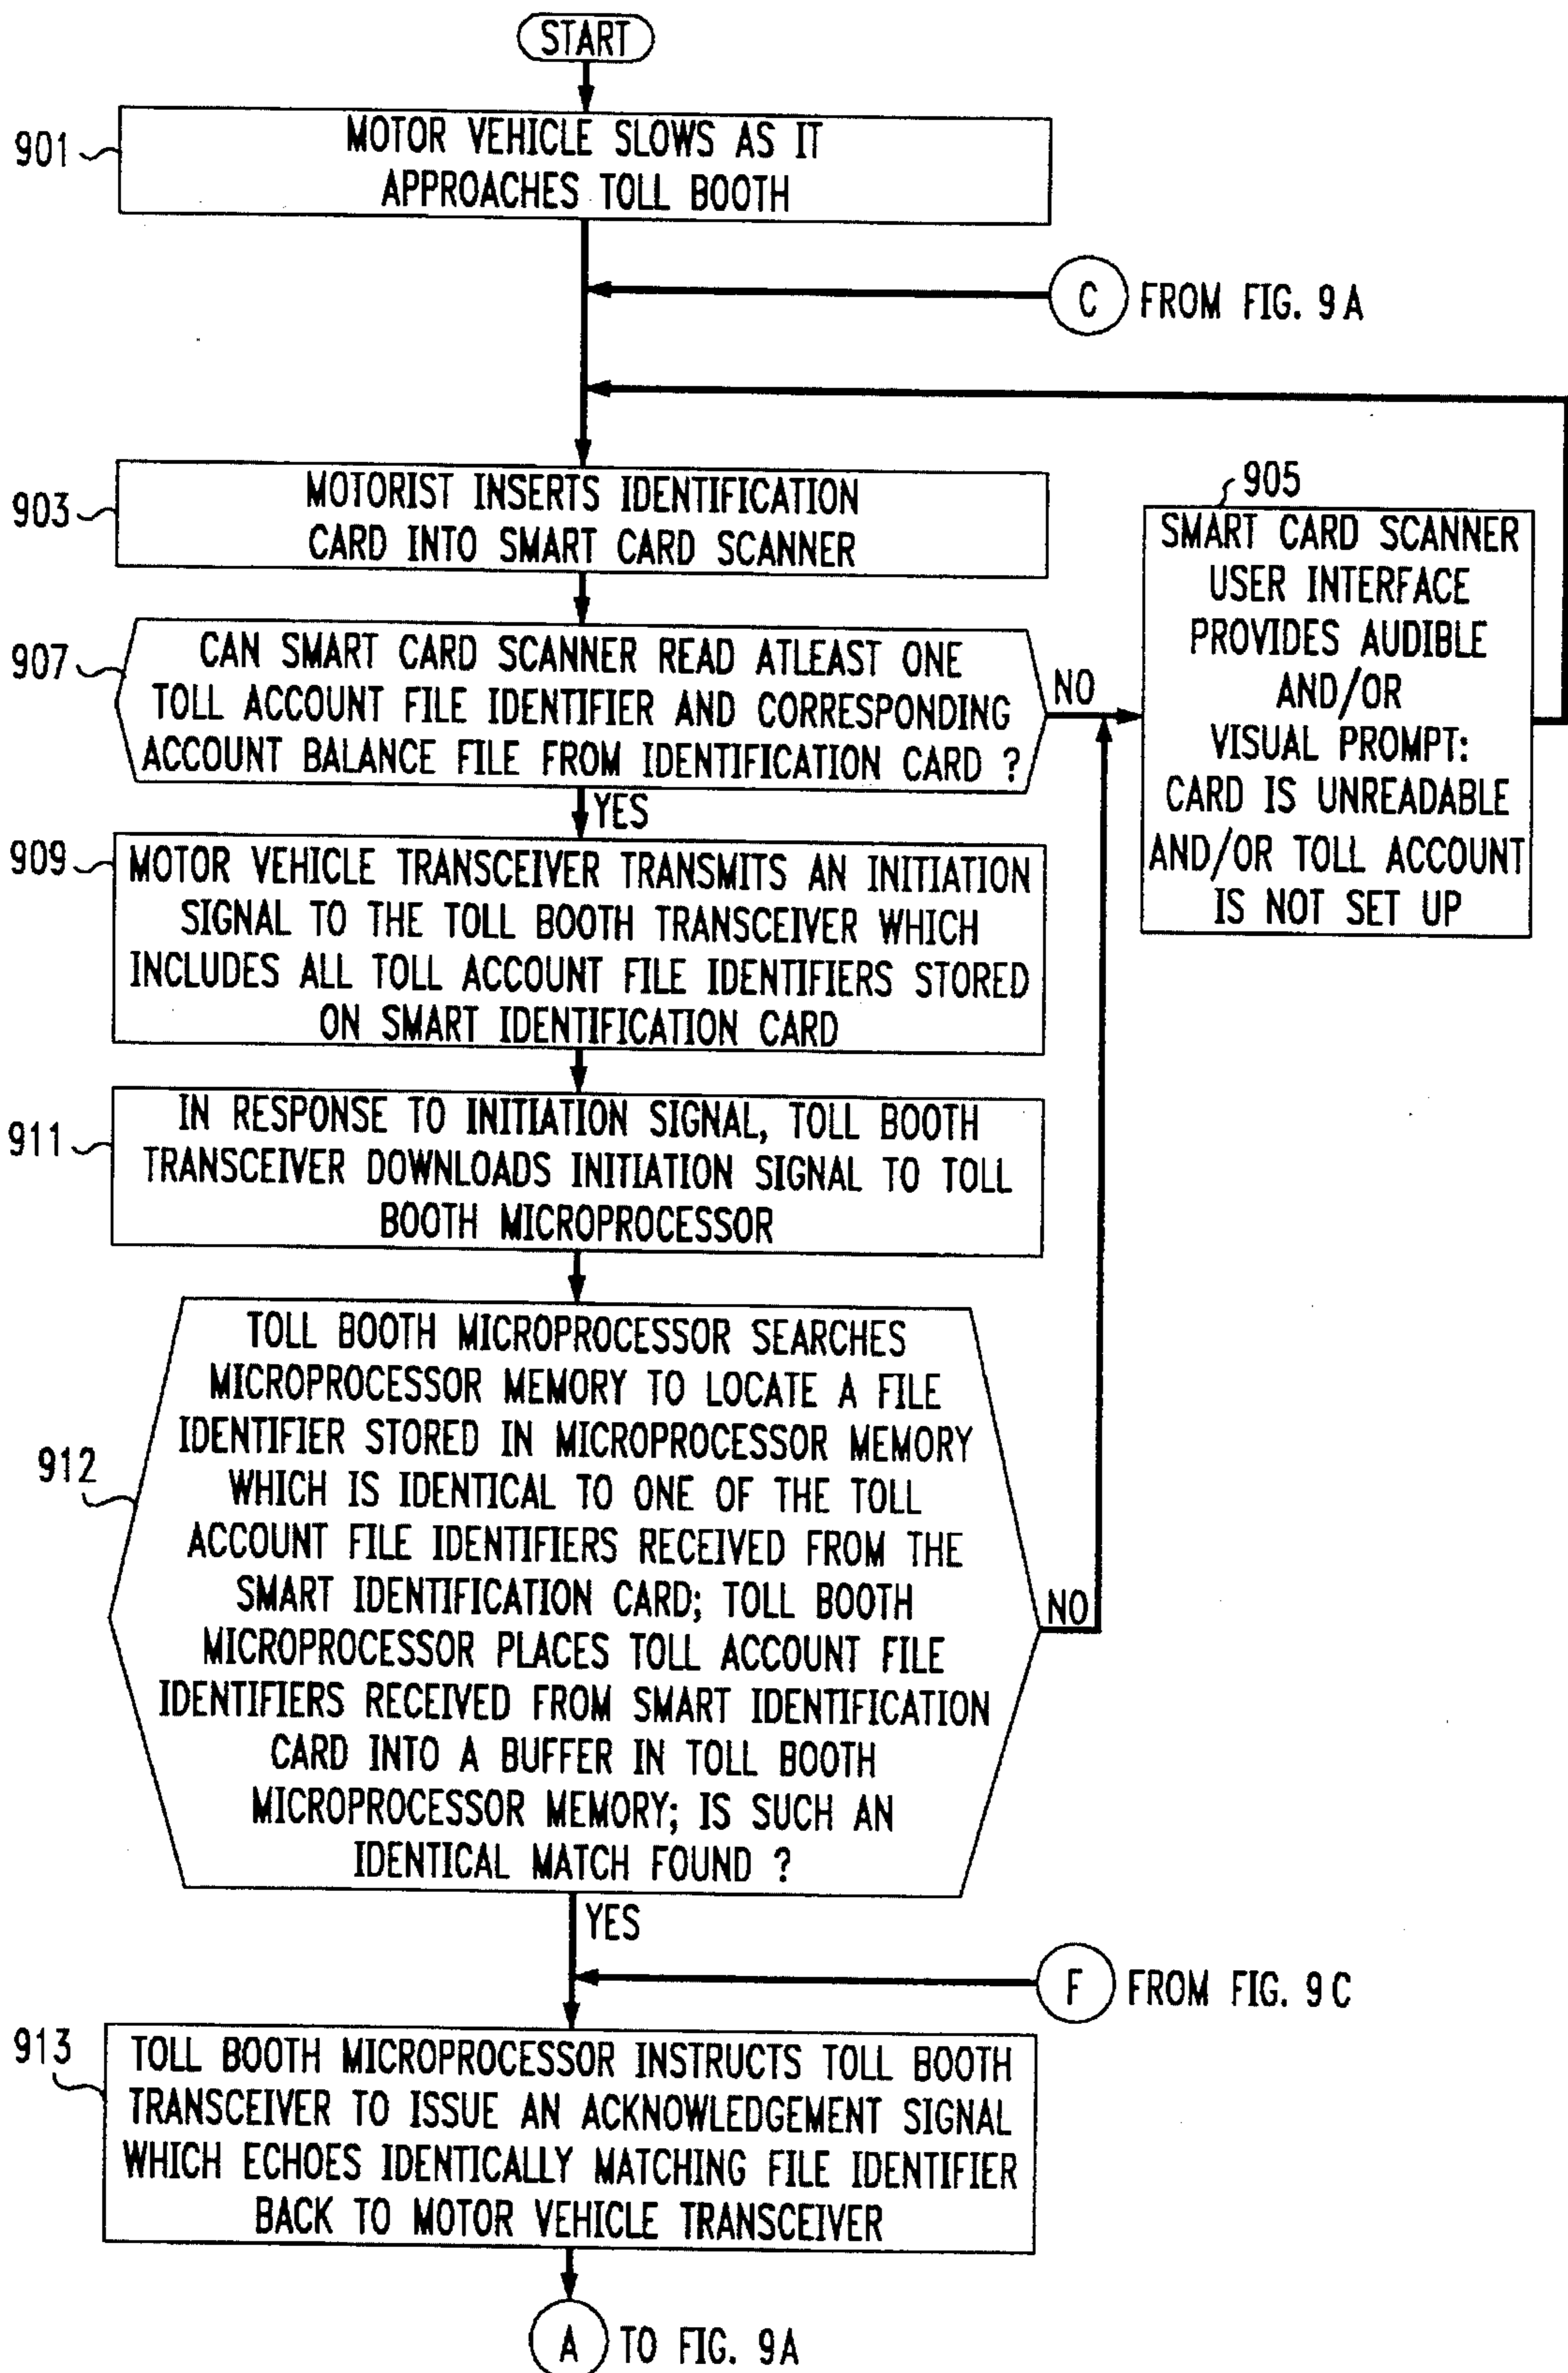 START
901
MOTOR VEHICLE SLOWS AS IT
APPROACHES TOLL BOOTH
C FROM FIG. 9A
903
MOTORIST INSERTS IDENTIFICATION
CARD INTO SMART CARD SCANNER
905
SMART CARD SCANNER
USER INTERFACE
PROVIDES AUDIBLE
AND/OR
VISUAL PROMPT:
CARD IS UNREADABLE
AND/OR TOLL ACCOUNT
IS NOT SET UP
907
CAN SMART CARD SCANNER READ ATLEAST ONE
TOLL ACCOUNT FILE IDENTIFIER AND CORRESPONDING
ACCOUNT BALANCE FILE FROM IDENTIFICATION CARD ?
NO
YES
909
MOTOR VEHICLE TRANSCEIVER TRANSMITS AN INITIATION
SIGNAL TO THE TOLL BOOTH TRANSCEIVER WHICH
INCLUDES ALL TOLL ACCOUNT FILE IDENTIFIERS STORED
ON SMART IDENTIFICATION CARD
911
IN RESPONSE TO INITIATION SIGNAL, TOLL BOOTH
TRANSCEIVER DOWNLOADS INITIATION SIGNAL TO TOLL
BOOTH MICROPROCESSOR
912
TOLL BOOTH MICROPROCESSOR SEARCHES
MICROPROCESSOR MEMORY TO LOCATE A FILE
IDENTIFIER STORED IN MICROPROCESSOR MEMORY
WHICH IS IDENTICAL TO ONE OF THE TOLL
ACCOUNT FILE IDENTIFIERS RECEIVED FROM THE
SMART IDENTIFICATION CARD; TOLL BOOTH
MICROPROCESSOR PLACES TOLL ACCOUNT FILE
IDENTIFIERS RECEIVED FROM SMART IDENTIFICATION
CARD INTO A BUFFER IN TOLL BOOTH
MICROPROCESSOR MEMORY; IS SUCH AN
IDENTICAL MATCH FOUND ?
NO
YES
F FROM FIG. 9C
913
TOLL BOOTH MICROPROCESSOR INSTRUCTS TOLL BOOTH
TRANSCEIVER TO ISSUE AN ACKNOWLEDGEMENT SIGNAL
WHICH ECHOES IDENTICALLY MATCHING FILE IDENTIFIER
BACK TO MOTOR VEHICLE TRANSCEIVER
A TO FIG. 9A